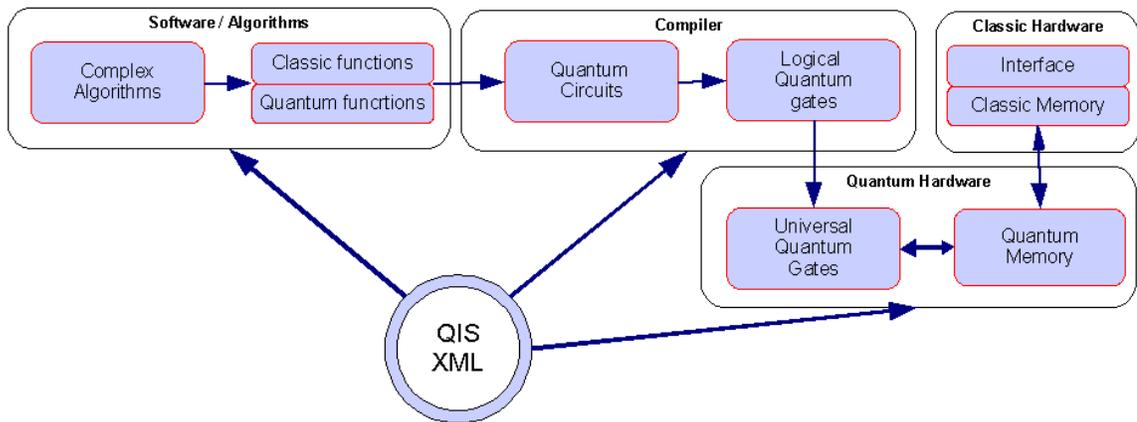 Software / Algorithms
Complex
Algorithms
Classic functions
Quantum funcrtions
Compiler
Quantum
Circuits
Logical
Quantum
gates
Classic Hardware
Interface
Classic Memory
Quantum Hardware
Universal
Quantum
Gates
Quantum
Memory
QIS
XML